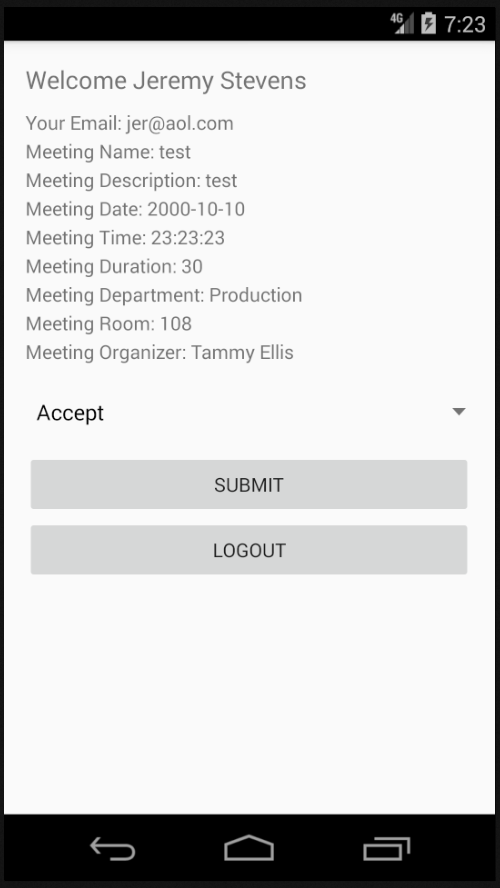 4G 7:23
Welcome Jeremy Stevens
Your Email: jer@aol.com
Meeting Name: test
Meeting Description: test
Meeting Date: 2000-10-10
Meeting Time: 23:23:23
Meeting Duration: 30
Meeting Department: Production
Meeting Room: 108
Meeting Organizer: Tammy Ellis
Accept
SUBMIT
LOGOUT